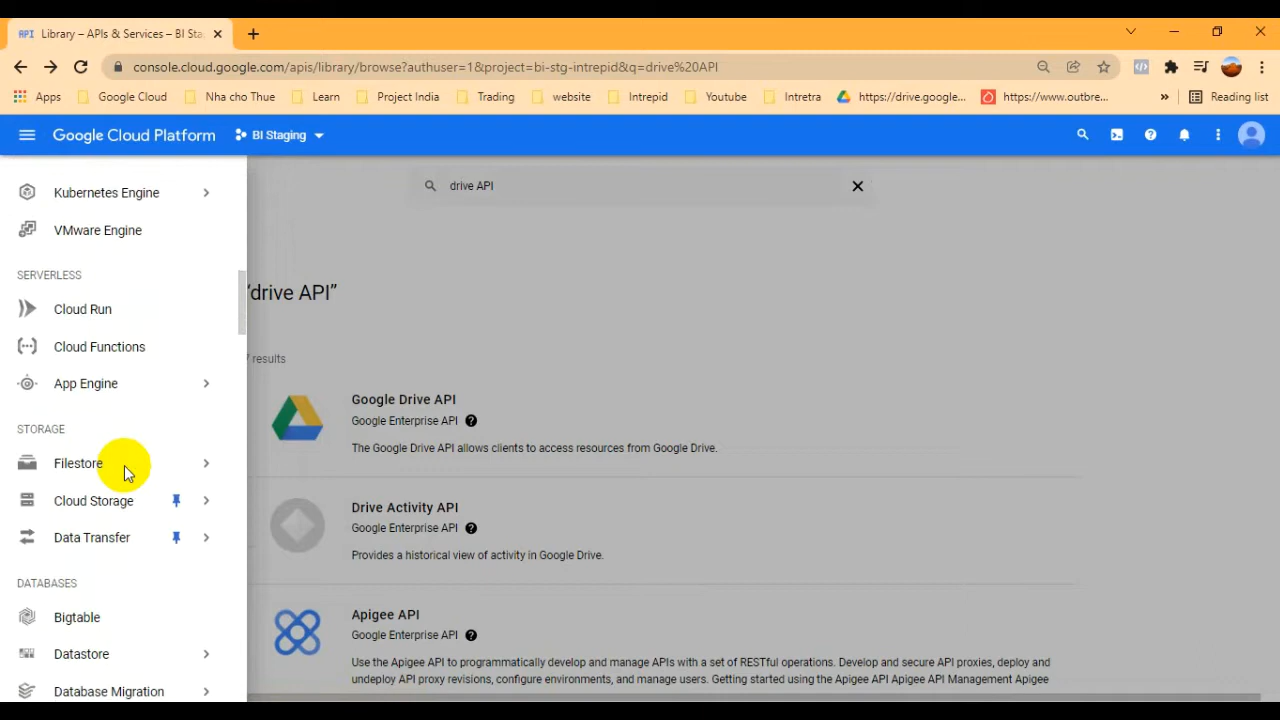 RPI Library – APIs & Services – BI Sta
console.cloud.google.com/apis/library/browse?authuser=1&project=bi-stg-intrepid&q=drive%20API
Apps Google Cloud Nha cho Thue Learn Project India Trading website Intrepid Youtube Intretra https://drive.google... https://www.outbre... » Reading list
Google Cloud Platform BI Staging
drive API
Kubernetes Engine
VMware Engine
SERVERLESS
Cloud Run
Cloud Functions
App Engine
STORAGE
Filestore
Cloud Storage
Data Transfer
DATABASES
Bigtable
Datastore
Database Migration
“drive API”
7 results
Google Drive API
Google Enterprise API
The Google Drive API allows clients to access resources from Google Drive.
Drive Activity API
Google Enterprise API
Provides a historical view of activity in Google Drive.
Apigee API
Google Enterprise API
Use the Apigee API to programmatically develop and manage APIs with a set of RESTful operations. Develop and secure API proxies, deploy and
undeploy API proxy revisions, configure environments, and manage users. Getting started using the Apigee API Apigee API Management Apigee